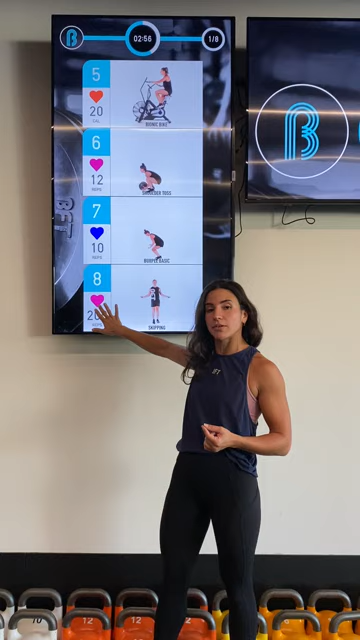 02:56
1/8
5
20
CAL
BIKING BIKE
6
12
REPS
SHOULDER TOSS
7
10
REPS
BURPEE BASIC
8
SKIPPING
BFT
12
12